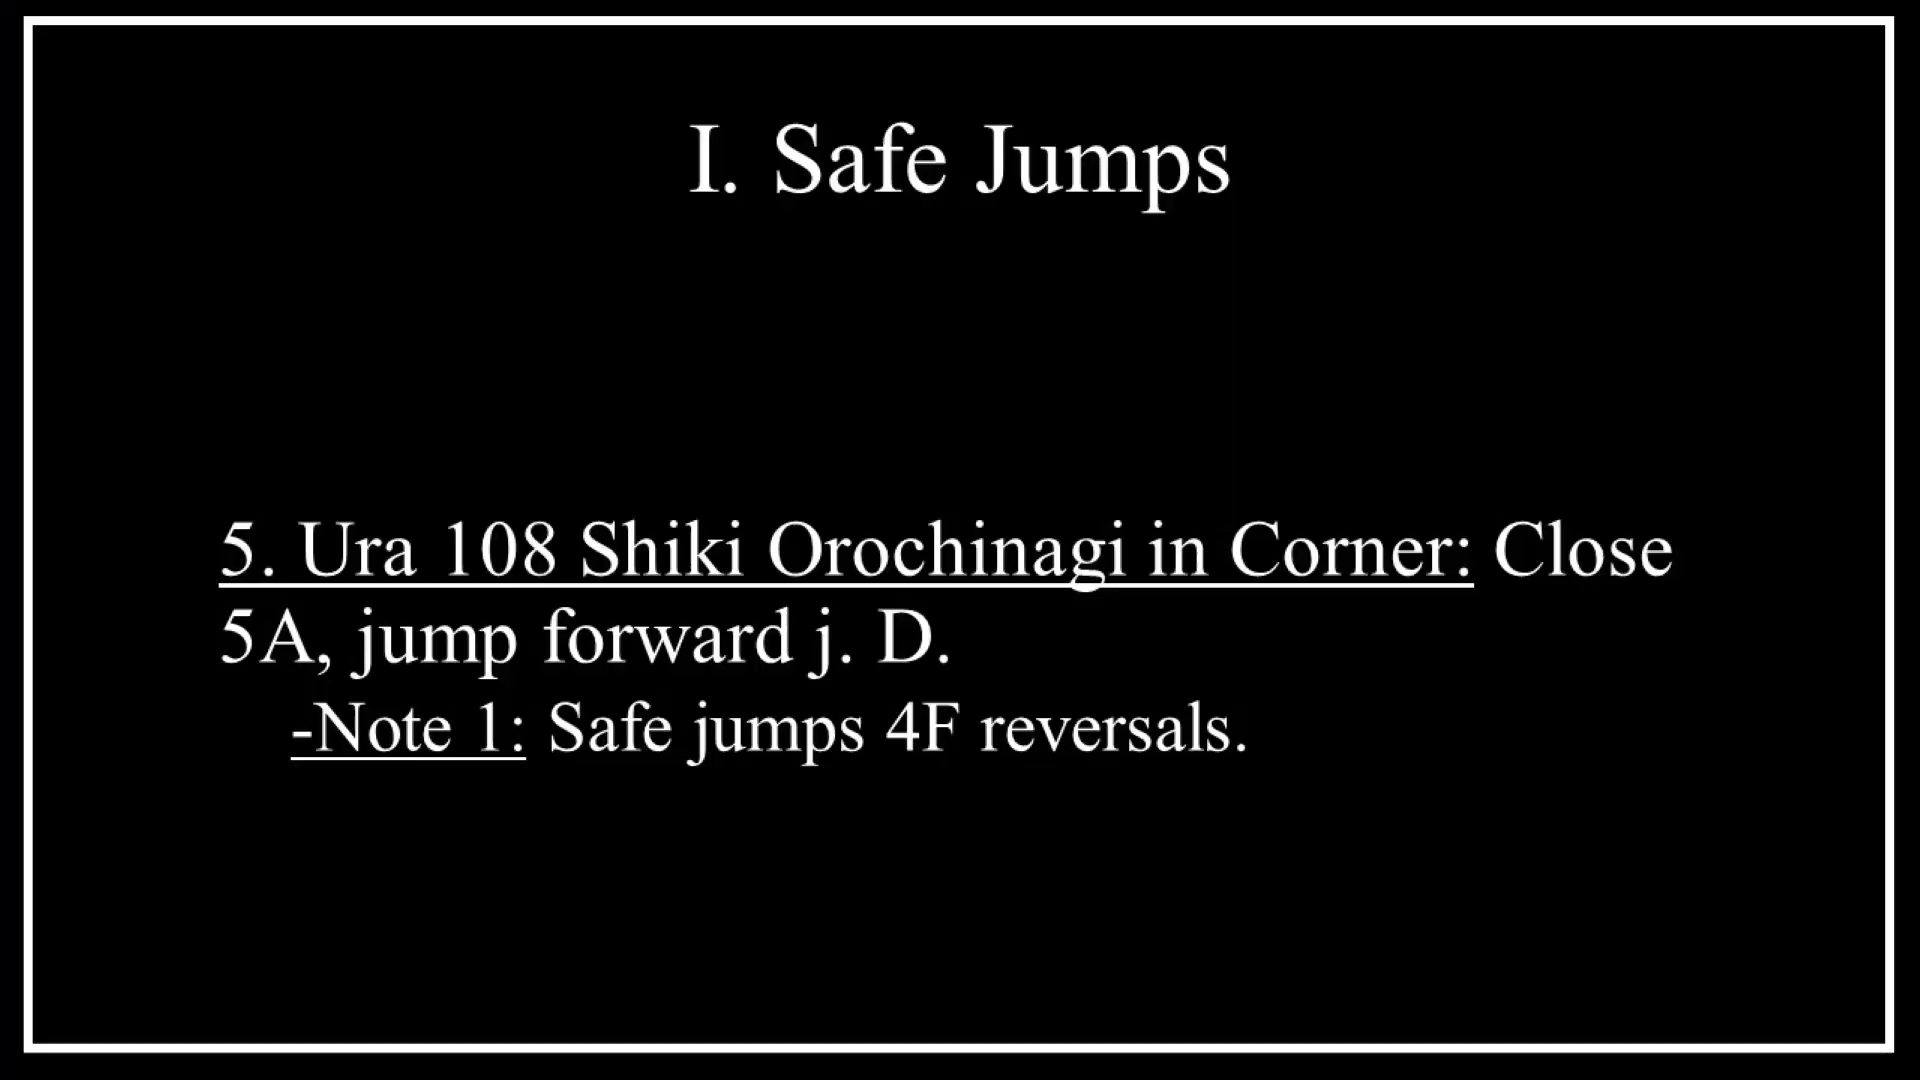 I. Safe Jumps
5. Ura 108 Shiki Orochinagi in Corner: Close
5A, jump forward j. D.
-Note 1: Safe jumps 4F reversals.